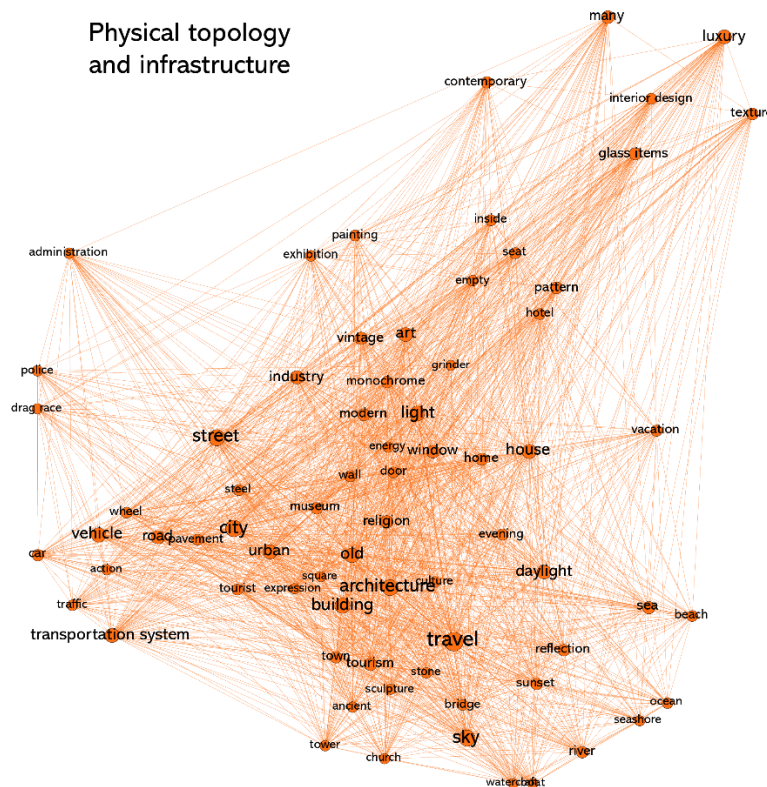 Physical topology
and infrastructure
many
luxury
contemporary
interior design
texture
glass items
inside
painting
administration
exhibition
seat
empty
pattern
hotel
vintage
art
grinder
police
industry
monochrome
drag race
modern
light
vacation
street
energy
window
house
home
door
wall
steel
museum
wheel
religion
vehicle
road
city
pavement
evening
car
urban
old
action
square
culture
daylight
tourist
expression
architecture
traffic
building
sea
beach
transportation system
travel
reflection
town
tourism
stone
sculpture
sunset
ancient
bridge
ocean
seashore
sky
tower
church
river
watercraft